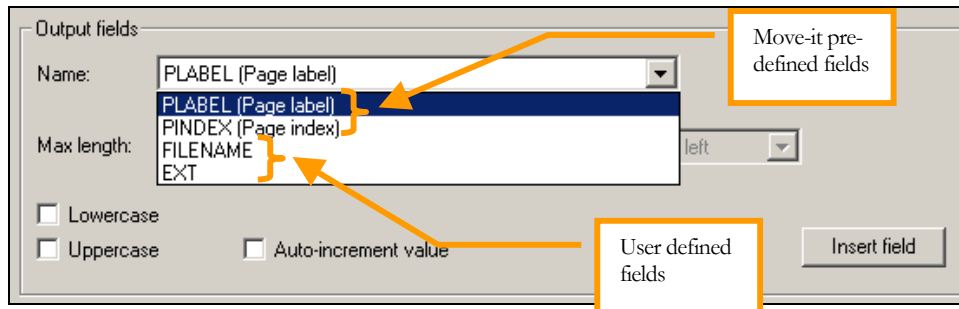 Output fields
Move-it pre-
defined fields
Name:
PLABEL (Page label)
PLABEL (Page label)
PINDEX (Page index)
Max length:
FILENAME
left
EXT
Lowercase
Uppercase
Auto-increment value
User defined
fields
Insert field